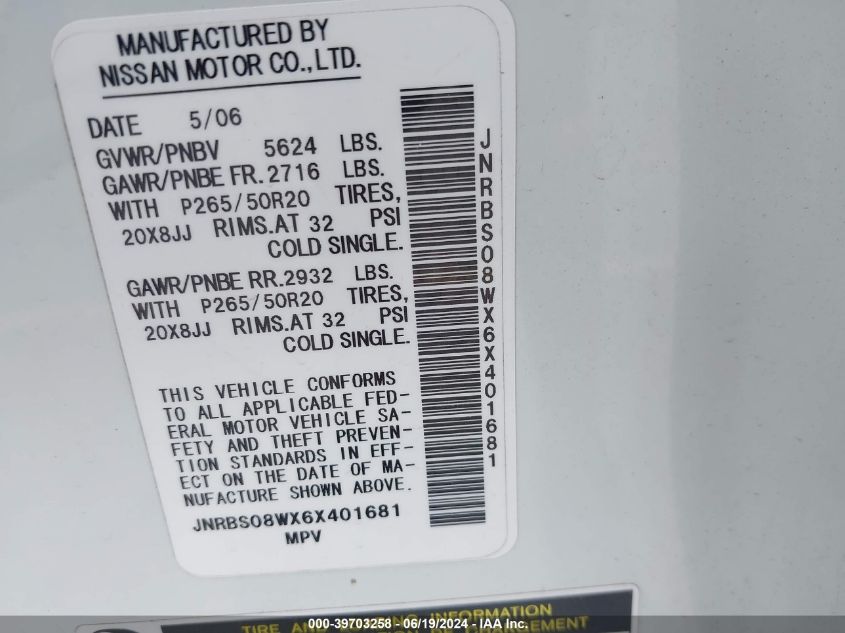 MANUFACTURED BY
NISSAN MOTOR CO.,LTD.
DATE 5/06
GVWR/PNBV 5624 LBS.
GAWR/PNBE FR. 2716 LBS.
WITH P265/50R20 TIRES,
20X8JJ RIMS.AT 32 PSI
COLD SINGLE.
GAWR/PNBE RR. 2932 LBS.
WITH P265/50R20 TIRES,
20X8JJ RIMS.AT 32 PSI
COLD SINGLE.
THIS VEHICLE CONFORMS
TO ALL APPLICABLE FED-
ERAL MOTOR VEHICLE SA-
FETY AND THEFT PREVEN-
TION STANDARDS IN EFF-
ECT ON THE DATE OF MA-
NUFACTURE SHOWN ABOVE.
JNRBS08WX6X401681
MPV
JNRBS08WX6X401681
TIRE AND LOADING INFORMATION
000-39703258 - 06/19/2024 - IAA Inc.